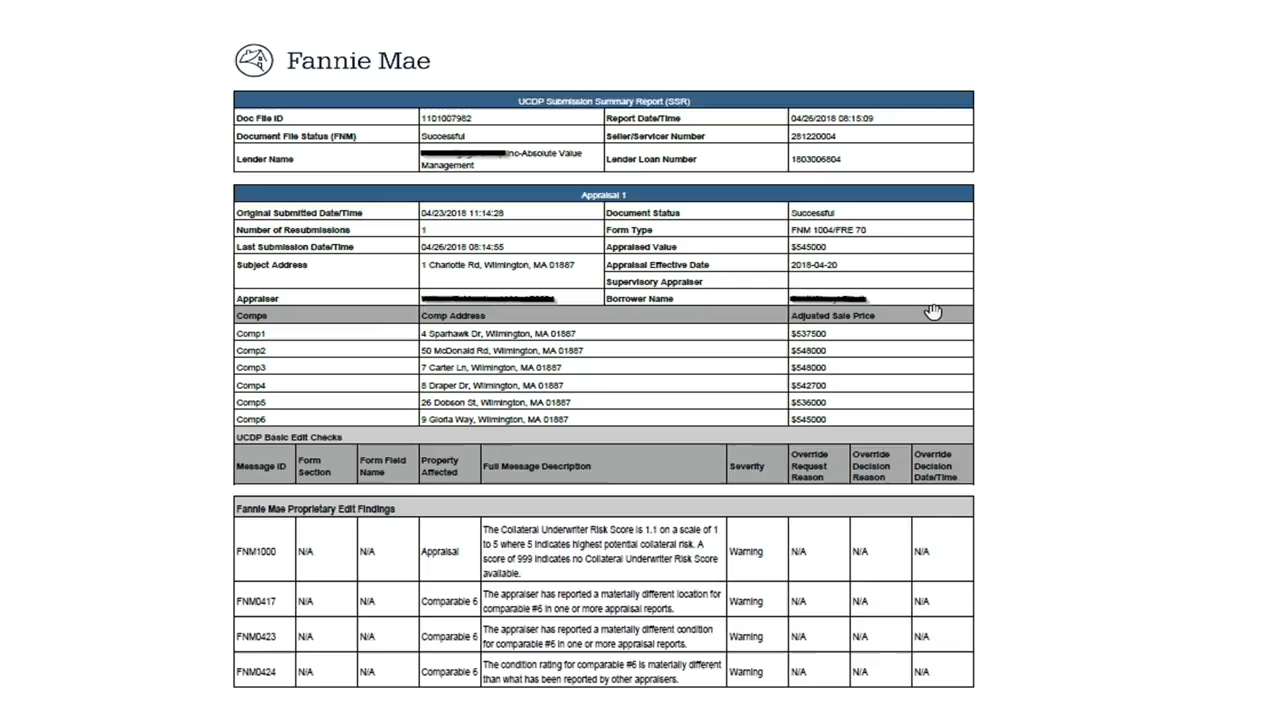 Fannie Mae
UCDP Submission Summary Report (SSR)
Doc File ID 1101007982 Report Date/Time 04/26/2018 08:15:09
Document File Status (FNM) Successful Seller/Servicer Number 281220004
Lender Name Inc-Absolute Value Management Lender Loan Number 1803006804
Appraisal 1
Original Submitted Date/Time 04/23/2018 11:14:28 Document Status Successful
Number of Resubmissions 1 Form Type FNM 1004/FRE 70
Last Submission Date/Time 04/26/2018 08:14:55 Appraised Value $545000
Subject Address 1 Charlotte Rd, Wilmington, MA 01887 Appraisal Effective Date 2018-04-20
Supervisory Appraiser
Appraiser Borrower Name
Comps Comp Address Adjusted Sale Price
Comp1 4 Sparhawk Dr, Wilmington, MA 01887 $537500
Comp2 50 McDonald Rd, Wilmington, MA 01887 $548000
Comp3 7 Carter Ln, Wilmington, MA 01887 $548000
Comp4 8 Draper Dr, Wilmington, MA 01887 $542700
Comp5 26 Dobson St, Wilmington, MA 01887 $536000
Comp6 9 Gloria Way, Wilmington, MA 01887 $545000
UCDP Basic Edit Checks
Message ID Form Section Form Field Name Property Affected Full Message Description Severity Override Request Reason Override Decision Reason Override Decision Date/Time
Fannie Mae Proprietary Edit Findings
FNM1000 N/A N/A Appraisal The Collateral Underwriter Risk Score is 1.1 on a scale of 1 to 5 where 5 indicates highest potential collateral risk. A score of 999 indicates no Collateral Underwriter Risk Score available. Warning N/A N/A N/A
FNM0417 N/A N/A Comparable 6 The appraiser has reported a materially different location for comparable #6 in one or more appraisal reports. Warning N/A N/A N/A
FNM0423 N/A N/A Comparable 6 The appraiser has reported a materially different condition for comparable #6 in one or more appraisal reports. Warning N/A N/A N/A
FNM0424 N/A N/A Comparable 6 The condition rating for comparable #6 is materially different than what has been reported by other appraisers. Warning N/A N/A N/A